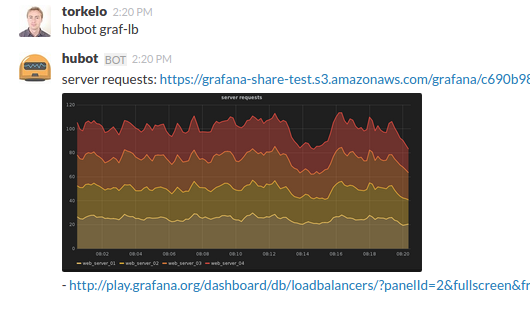 torkelo 2:20 PM
hubot graf-lb
hubot BOT 2:20 PM
server requests: https://grafana-share-test.s3.amazonaws.com/grafana/c690b98
server requests
120
100
80
60
40
20
0
08:02 08:04 08:06 08:08 08:10 08:12 08:14 08:16 08:18 08:20
web_server_01 web_server_02 web_server_03 web_server_04
- http://play.grafana.org/dashboard/db/loadbalancers/?panelId=2&fullscreen&fr